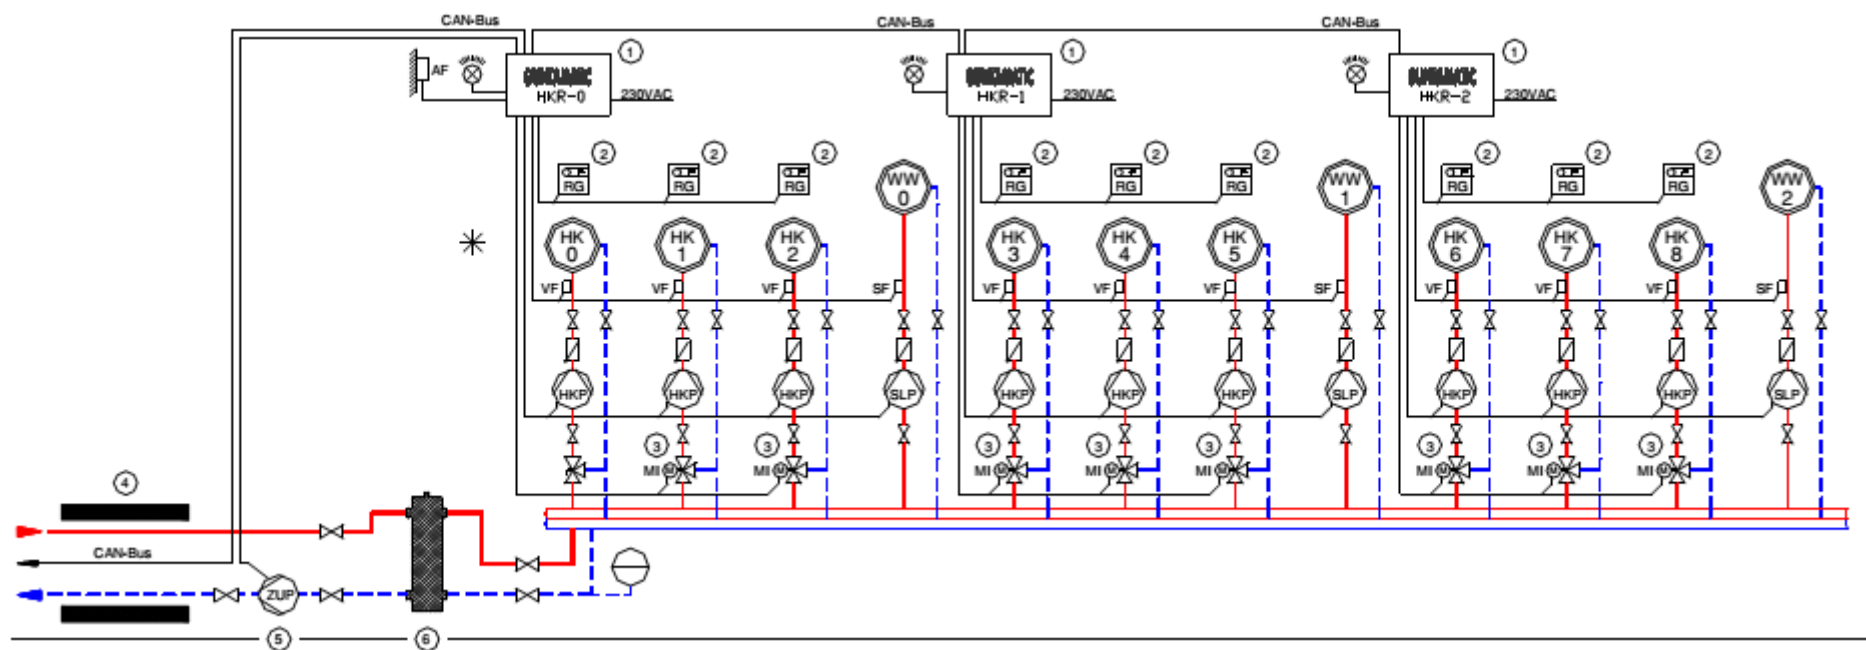 CAN-Bus CAN-Bus CAN-Bus
1 1 1
AF
HKR-0 230VAC HKR-1 230VAC HKR-2 230VAC
2 2 2 2 2 2 2 2 2
RG RG RG RG RG RG RG RG RG
WW 0 WW 1 WW 2
HK 0 HK 1 HK 2 HK 3 HK 4 HK 5 HK 6 HK 7 HK 8
VF VF VF SF VF VF VF SF VF VF VF SF
HKP HKP HKP SLP HKP HKP HKP SLP HKP HKP HKP SLP
3 3 3 3 3 3 3 3
MI M MI M MI M MI M MI M MI M MI M MI M
4
CAN-Bus
ZUP
5 6